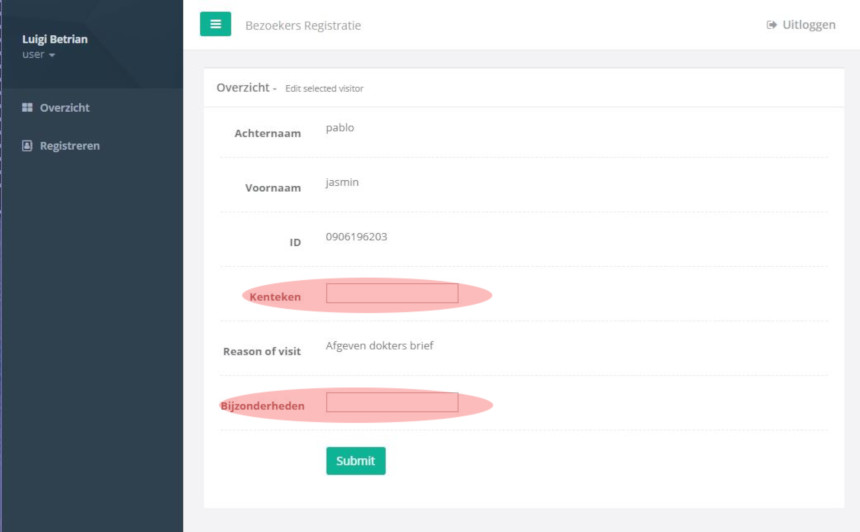 Luigi Betrian
user
Overzicht
Registreren
Bezoekers Registratie
Uitloggen
Overzicht - Edit selected visitor
Achternaam pablo
Voornaam jasmin
ID 0906196203
Kenteken
Reason of visit Afgeven dokters brief
Bijzonderheden
Submit